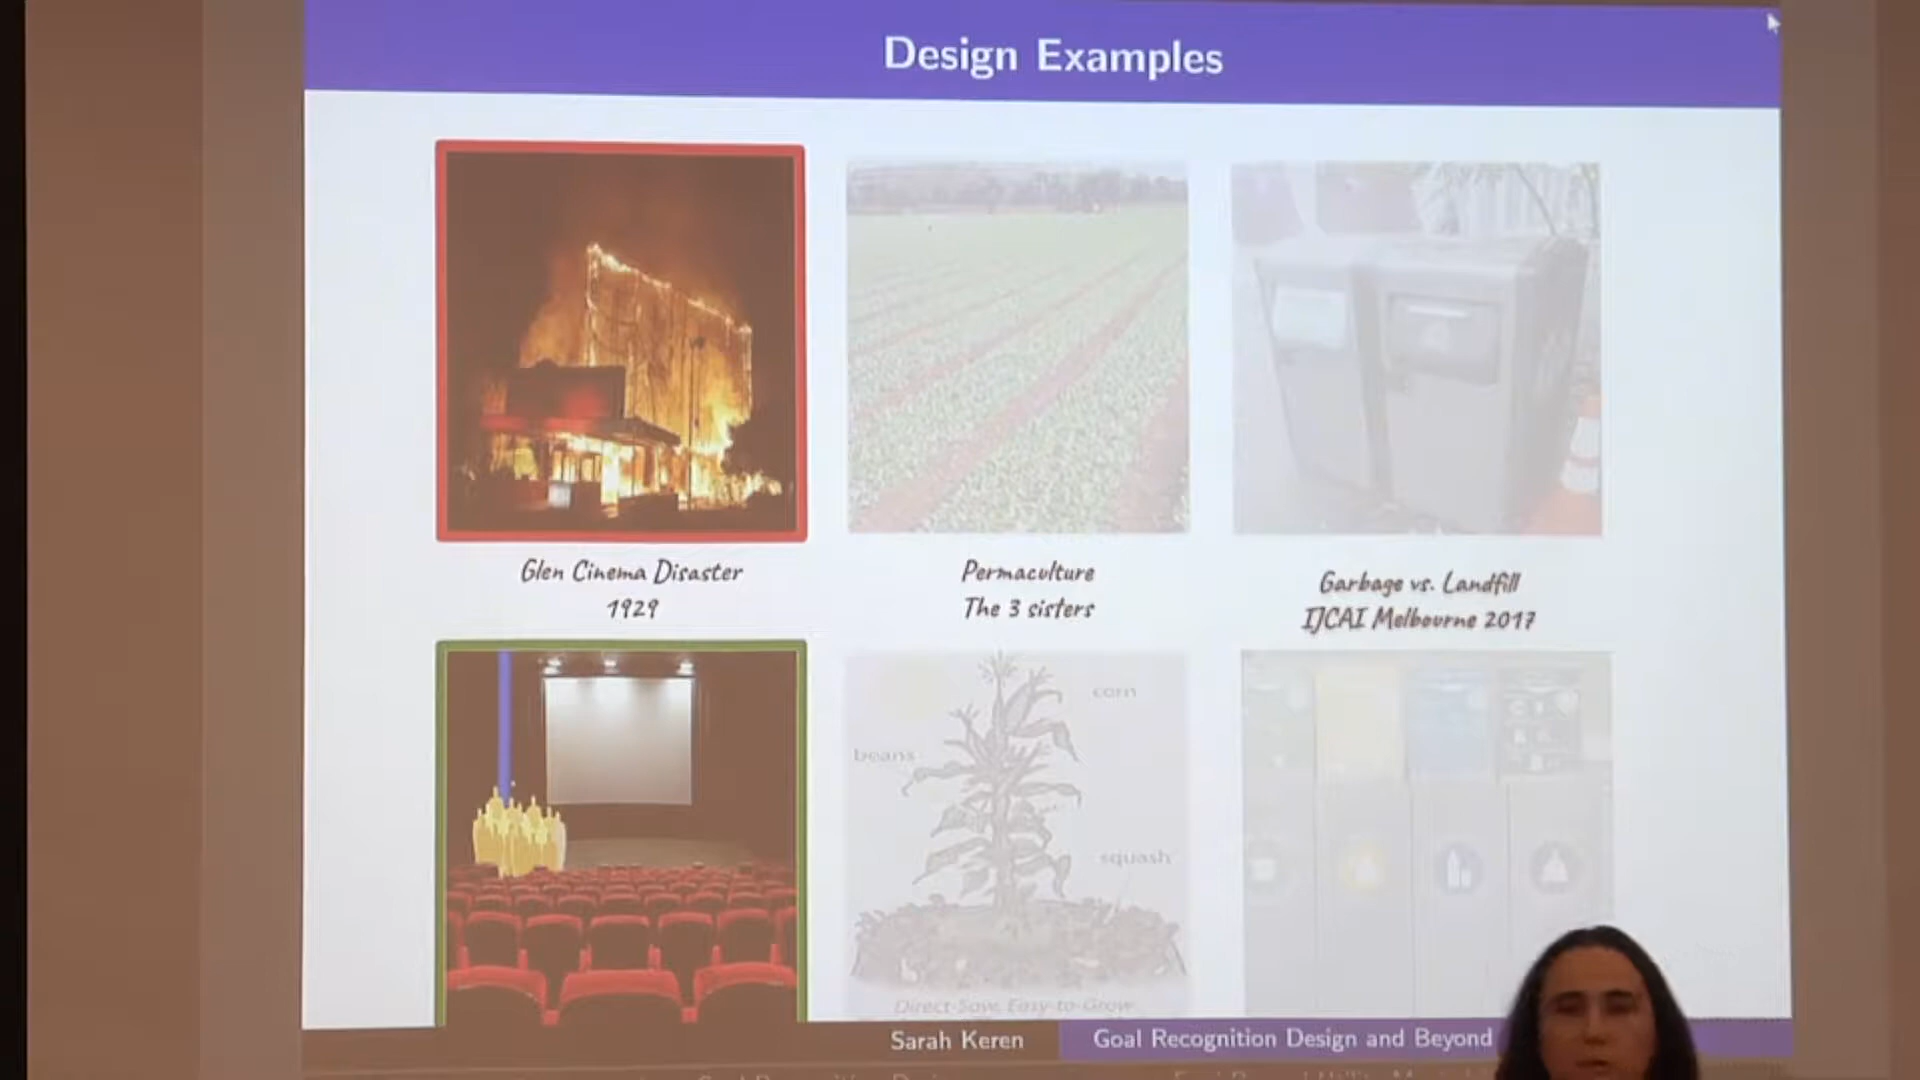 Design Examples
Glen Cinema Disaster
1929
Permaculture
The 3 sisters
Garbage vs. Landfill
IJCAI Melbourne 2017
corn
beans
squash
Direct-Sow, Easy-to-Grow
Sarah Keren
Goal Recognition Design and Beyond